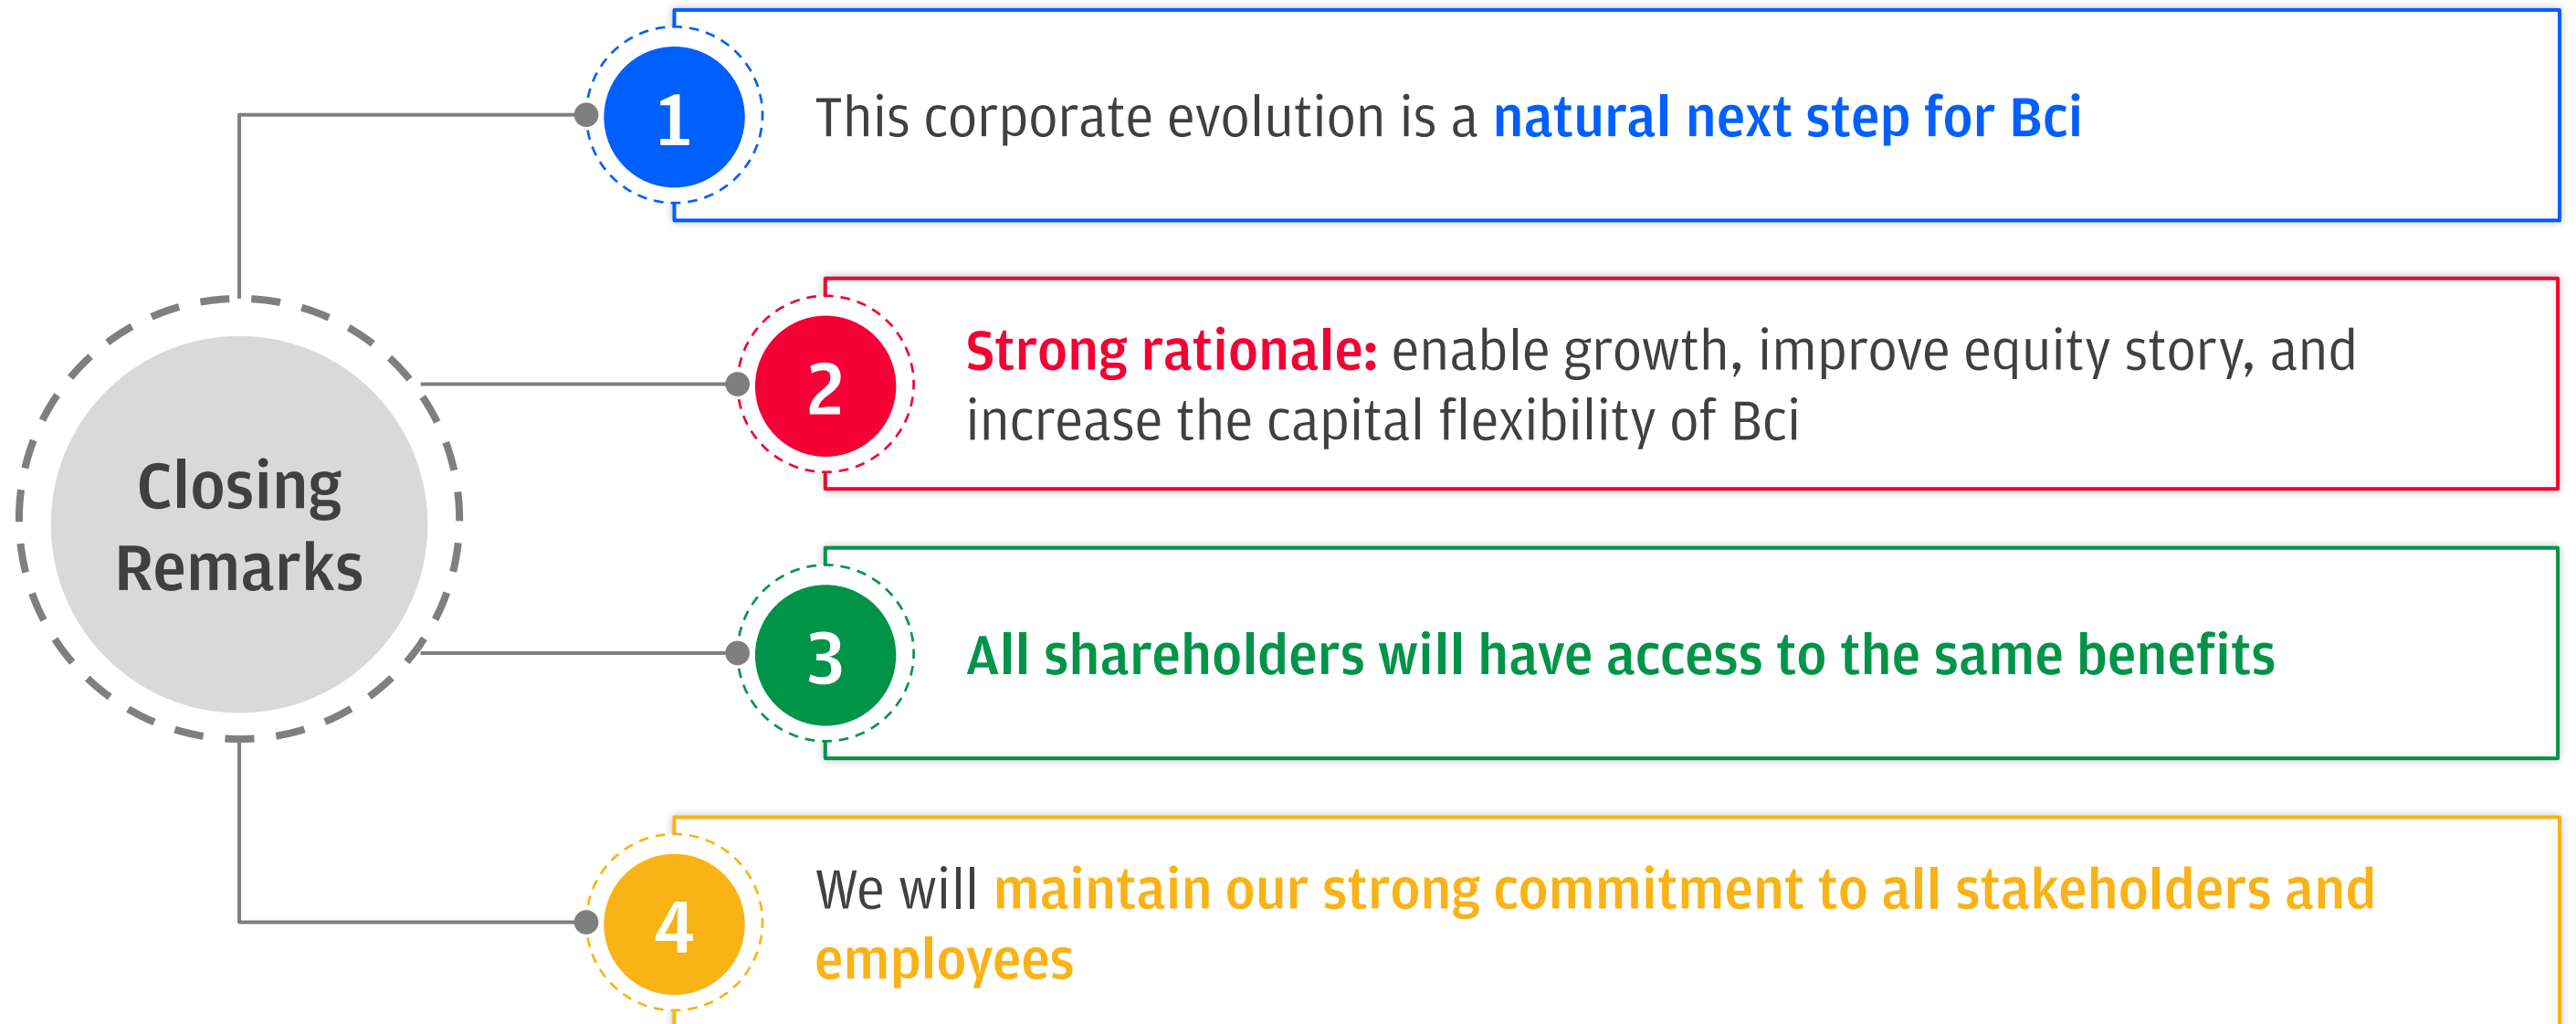 Closing
Remarks
1
This corporate evolution is a natural next step for Bci
2
Strong rationale: enable growth, improve equity story, and
increase the capital flexibility of Bci
3
All shareholders will have access to the same benefits
4
We will maintain our strong commitment to all stakeholders and
employees